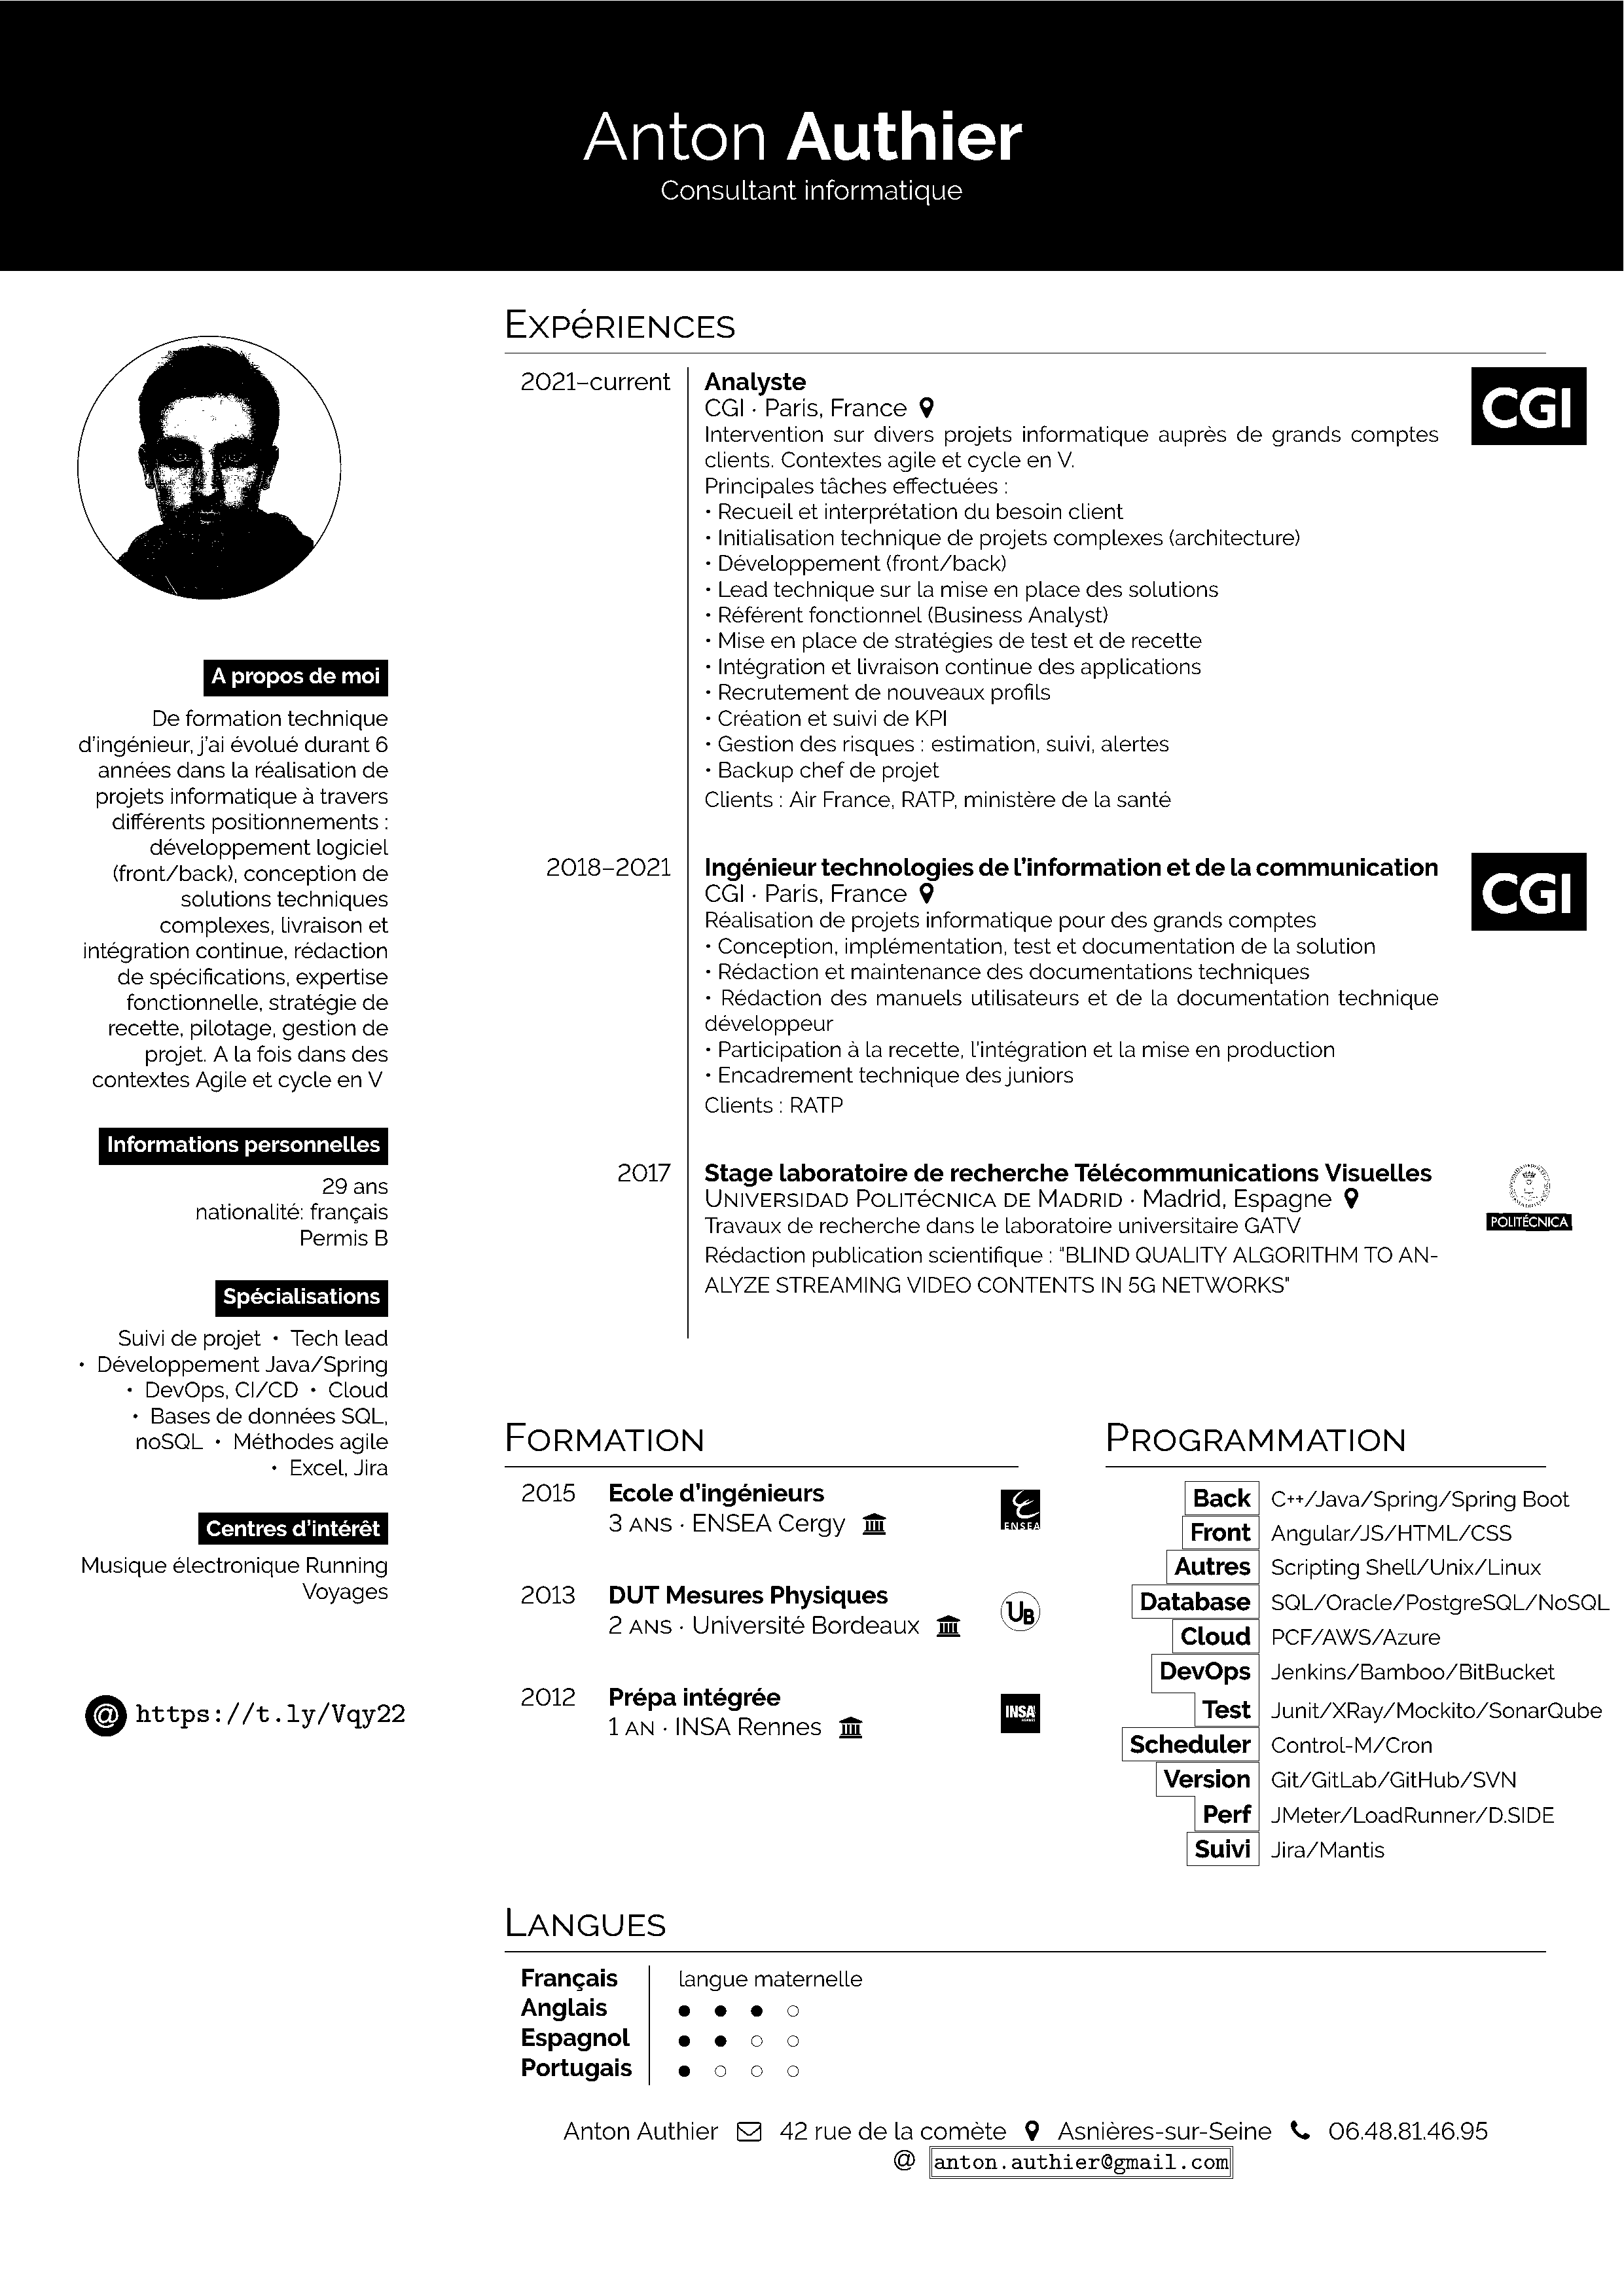 Anton Authier
Consultant informatique
A propos de moi
De formation technique
d'ingénieur, j'ai évolué durant 6
années dans la réalisation de
projets informatique à travers
différents positionnements :
développement logiciel
(front/back), conception de
solutions techniques
complexes, livraison et
intégration continue, rédaction
de spécifications, expertise
fonctionnelle, stratégie de
recette, pilotage, gestion de
projet. A la fois dans des
contextes Agile et cycle en V
Informations personnelles
29 ans
nationalité: français
Permis B
Spécialisations
Suivi de projet • Tech lead
• Développement Java/Spring
• DevOps, CI/CD • Cloud
• Bases de données SQL,
noSQL • Méthodes agile
• Excel, Jira
Centres d'intérêt
Musique électronique Running
Voyages
@ https://t.ly/Vqy22
EXPéRIENCES
2021–current
Analyste
CGI · Paris, France
CGI
Intervention sur divers projets informatique auprès de grands comptes
clients. Contextes agile et cycle en V.
Principales tâches effectuées :
• Recueil et interprétation du besoin client
• Initialisation technique de projets complexes (architecture)
• Développement (front/back)
• Lead technique sur la mise en place des solutions
• Référent fonctionnel (Business Analyst)
• Mise en place de stratégies de test et de recette
• Intégration et livraison continue des applications
• Recrutement de nouveaux profils
• Création et suivi de KPI
• Gestion des risques : estimation, suivi, alertes
• Backup chef de projet
Clients : Air France, RATP, ministère de la santé
2018–2021
Ingénieur technologies de l'information et de la communication
CGI · Paris, France
CGI
Réalisation de projets informatique pour des grands comptes
• Conception, implémentation, test et documentation de la solution
• Rédaction et maintenance des documentations techniques
• Rédaction des manuels utilisateurs et de la documentation technique
développeur
• Participation à la recette, l'intégration et la mise en production
• Encadrement technique des juniors
Clients : RATP
2017
Stage laboratoire de recherche Télécommunications Visuelles
UNIVERSIDAD POLITéCNICA DE MADRID · Madrid, Espagne
POLITÉCNICA
Travaux de recherche dans le laboratoire universitaire GATV
Rédaction publication scientifique : "BLIND QUALITY ALGORITHM TO AN-
ALYZE STREAMING VIDEO CONTENTS IN 5G NETWORKS"
FORMATION
2015 Ecole d'ingénieurs
3 ANS · ENSEA Cergy
ENSEA
2013 DUT Mesures Physiques
2 ANS · Université Bordeaux
UB
2012 Prépa intégrée
1 AN · INSA Rennes
INSA
PROGRAMMATION
Back C++/Java/Spring/Spring Boot
Front Angular/JS/HTML/CSS
Autres Scripting Shell/Unix/Linux
Database SQL/Oracle/PostgreSQL/NoSQL
Cloud PCF/AWS/Azure
DevOps Jenkins/Bamboo/BitBucket
Test Junit/XRay/Mockito/SonarQube
Scheduler Control-M/Cron
Version Git/GitLab/GitHub/SVN
Perf JMeter/LoadRunner/D.SIDE
Suivi Jira/Mantis
LANGUES
Français langue maternelle
Anglais
Espagnol
Portugais
Anton Authier 42 rue de la comète Asnières-sur-Seine 06.48.81.46.95
@ anton.authier@gmail.com